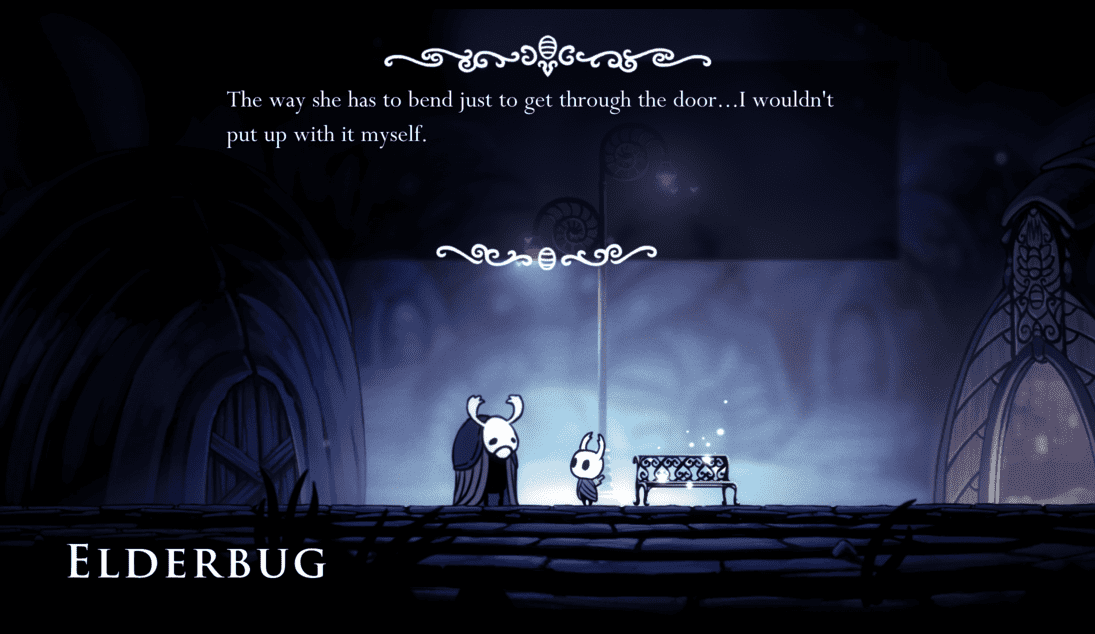 The way she has to bend just to get through the door...I wouldn't
put up with it myself.
Elderbug